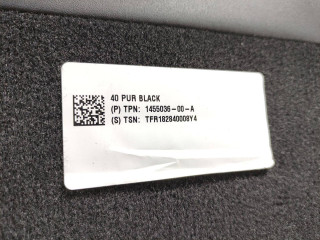 40 PUR BLACK
(P) TPN: 1455036-00-A
(S) TSN: TFR182840008Y4